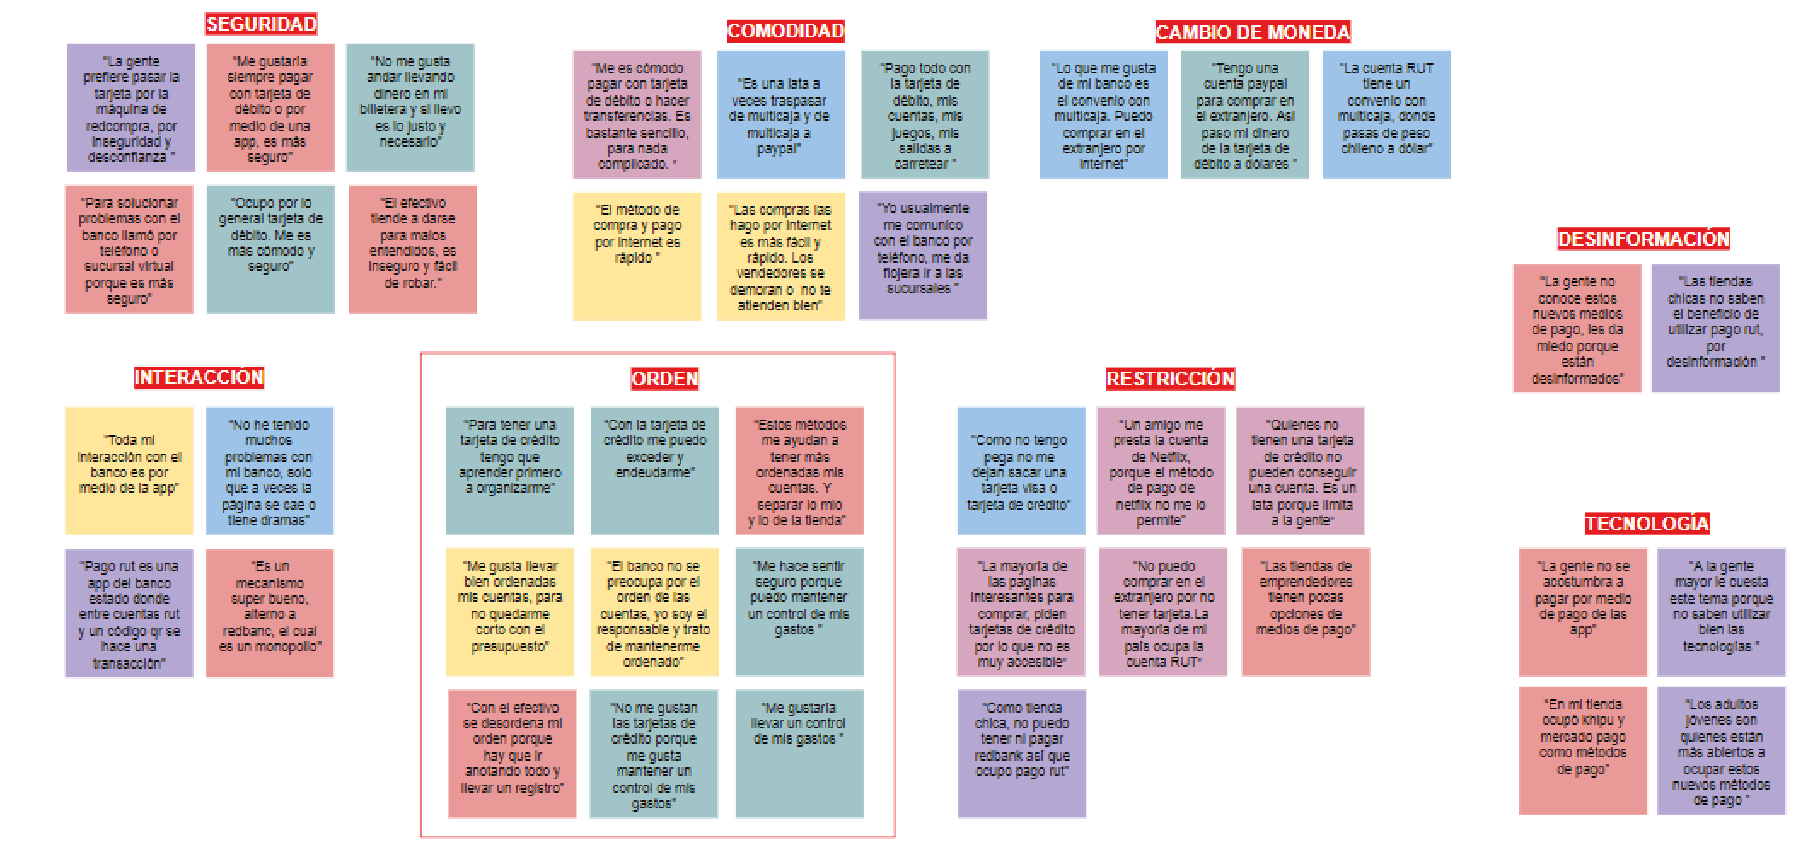 SEGURIDAD
"La gente
prefiere pasar la
tarjeta por la
máquina de
redcompra, por
inseguridad y
desconfianza "
"Me gustaría
siempre pagar
con tarjeta de
débito o por
medio de una
app, es más
seguro"
"No me gusta
andar llevando
dinero en mi
billetera y si llevo
es lo justo y
necesario"
"Para solucionar
problemas con el
banco llamó por
teléfono o
sucursal virtual
porque es más
seguro"
"Ocupo por lo
general tarjeta de
débito. Me es
más cómodo y
seguro"
"El efectivo
tiende a darse
para malos
entendidos, es
inseguro y fácil
de robar."
COMODIDAD
"Me es cómodo
pagar con tarjeta
de débito o hacer
transferencias. Es
bastante sencillo,
para nada
complicado. "
"Es una lata a
veces traspasar
de multicaja y de
multicaja a
paypal"
"Pago todo con
la tarjeta de
débito, mis
cuentas, mis
juegos, mis
salidas a
carretear "
"El método de
compra y pago
por internet es
rápido "
"Las compras las
hago por internet
es más fácil y
rápido. Los
vendedores se
demoran o no te
atienden bien"
"Yo usualmente
me comunico
con el banco por
teléfono, me da
flojera ir a las
sucursales "
CAMBIO DE MONEDA
"Lo que me gusta
de mi banco es
el convenio con
multicaja. Puedo
comprar en el
extranjero por
internet"
"Tengo una
cuenta paypal
para comprar en
el extranjero. Así
paso mi dinero
de la tarjeta de
débito a dólares "
"La cuenta RUT
tiene un
convenio con
multicaja, donde
pasas de peso
chileno a dólar"
DESINFORMACIÓN
"La gente no
conoce estos
nuevos medios
de pago, les da
miedo porque
están
desinformados"
"Las tiendas
chicas no saben
el beneficio de
utilizar pago rut,
por
desinformación "
INTERACCIÓN
"Toda mi
interacción con el
banco es por
medio de la app"
"No he tenido
muchos
problemas con
mi banco, solo
que a veces la
página se cae o
tiene dramas"
"Pago rut es una
app del banco
estado donde
entre cuentas rut
y un código qr se
hace una
transacción"
"Es un
mecanismo
super bueno,
alterno a
redbanc, el cual
es un monopolio"
ORDEN
"Para tener una
tarjeta de crédito
tengo que
aprender primero
a organizarme"
"Con la tarjeta de
crédito me puedo
exceder y
endeudarme"
"Estos métodos
me ayudan a
tener más
ordenadas mis
cuentas. Y
separar lo mío
y lo de la tienda"
"Me gusta llevar
bien ordenadas
mis cuentas, para
no quedarme
corto con el
presupuesto"
"El banco no se
preocupa por el
orden de las
cuentas, yo soy el
responsable y trato
de mantenerme
ordenado"
"Me hace sentir
seguro porque
puedo mantener
un control de mis
gastos "
"Con el efectivo
se desordena mi
orden porque
hay que ir
anotando todo y
llevar un registro"
"No me gustan
las tarjetas de
crédito porque
me gusta
mantener un
control de mis
gastos"
"Me gustaría
llevar un control
de mis gastos "
RESTRICCIÓN
"Como no tengo
pega no me
dejan sacar una
tarjeta visa o
tarjeta de crédito"
"Un amigo me
presta la cuenta
de Netflix,
porque el método
de pago de
netflix no me lo
permite"
"Quienes no
tienen una tarjeta
de crédito no
pueden conseguir
una cuenta. Es un
lata porque limita
a la gente"
"La mayoría de
las páginas
interesantes para
comprar, piden
tarjetas de crédito
por lo que no es
muy accesible"
"No puedo
comprar en el
extranjero por no
tener tarjeta.La
mayoría de mi
país ocupa la
cuenta RUT"
"Las tiendas de
emprendedores
tienen pocas
opciones de
medios de pago"
"Como tienda
chica, no puedo
tener ni pagar
redbank así que
ocupo pago rut"
TECNOLOGÍA
"La gente no se
acostumbra a
pagar por medio
de pago de las
app"
"A la gente
mayor le cuesta
este tema porque
no saben utilizar
bien las
tecnologías "
"En mi tienda
ocupó khipu y
mercado pago
como métodos
de pago"
"Los adultos
jóvenes son
quienes están
más abiertos a
ocupar estos
nuevos métodos
de pago "